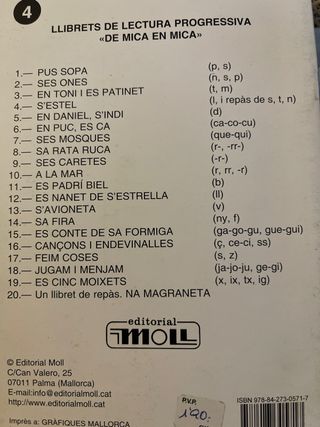 4
LLIBRETS DE LECTURA PROGRESSIVA
«DE MICA EN MICA»
1.— PUS SOPA (p, s)
2.— SES ONES (n, s, p)
3.— EN TONI I ES PATINET (t, m)
4.— S'ESTEL (l, i repàs de s, t, n)
5.— EN DANIEL, S'INDI (d)
6.— EN PUC, ES CA (ca-co-cu)
7.— SES MOSQUES (que-qui)
8.— SA RATA RUCA (r-, -rr-)
9.— SES CARETES (-r-)
10.— A LA MAR (r, rr, -r)
11.— ES PADRÍ BIEL (b)
12.— ES NANET DE S'ESTRELLA (ll)
13.— S'AVIONETA (v)
14.— SA FIRA (ny, f)
15.— ES CONTE DE SA FORMIGA (ga-go-gu, gue-gui)
16.— CANÇONS I ENDEVINALLES (ç, ce-ci, ss)
17.— FEIM COSES (s, z)
18.— JUGAM I MENJAM (ja-jo-ju, ge-gi)
19.— ES CINC MOIXETS (x, ix, tx, ig)
20.— Un llibret de repàs. NA MAGRANETA
editorial
MOLL
© Editorial Moll
C/Can Valero, 25
07011 Palma (Mallorca)
E-mail:info@editorialmoll.cat
www.editorialmoll.cat
Imprès a: GRÀFIQUES MALLORCA
P.V.P.
1'90.-
ISBN 978-84-273-0571-7